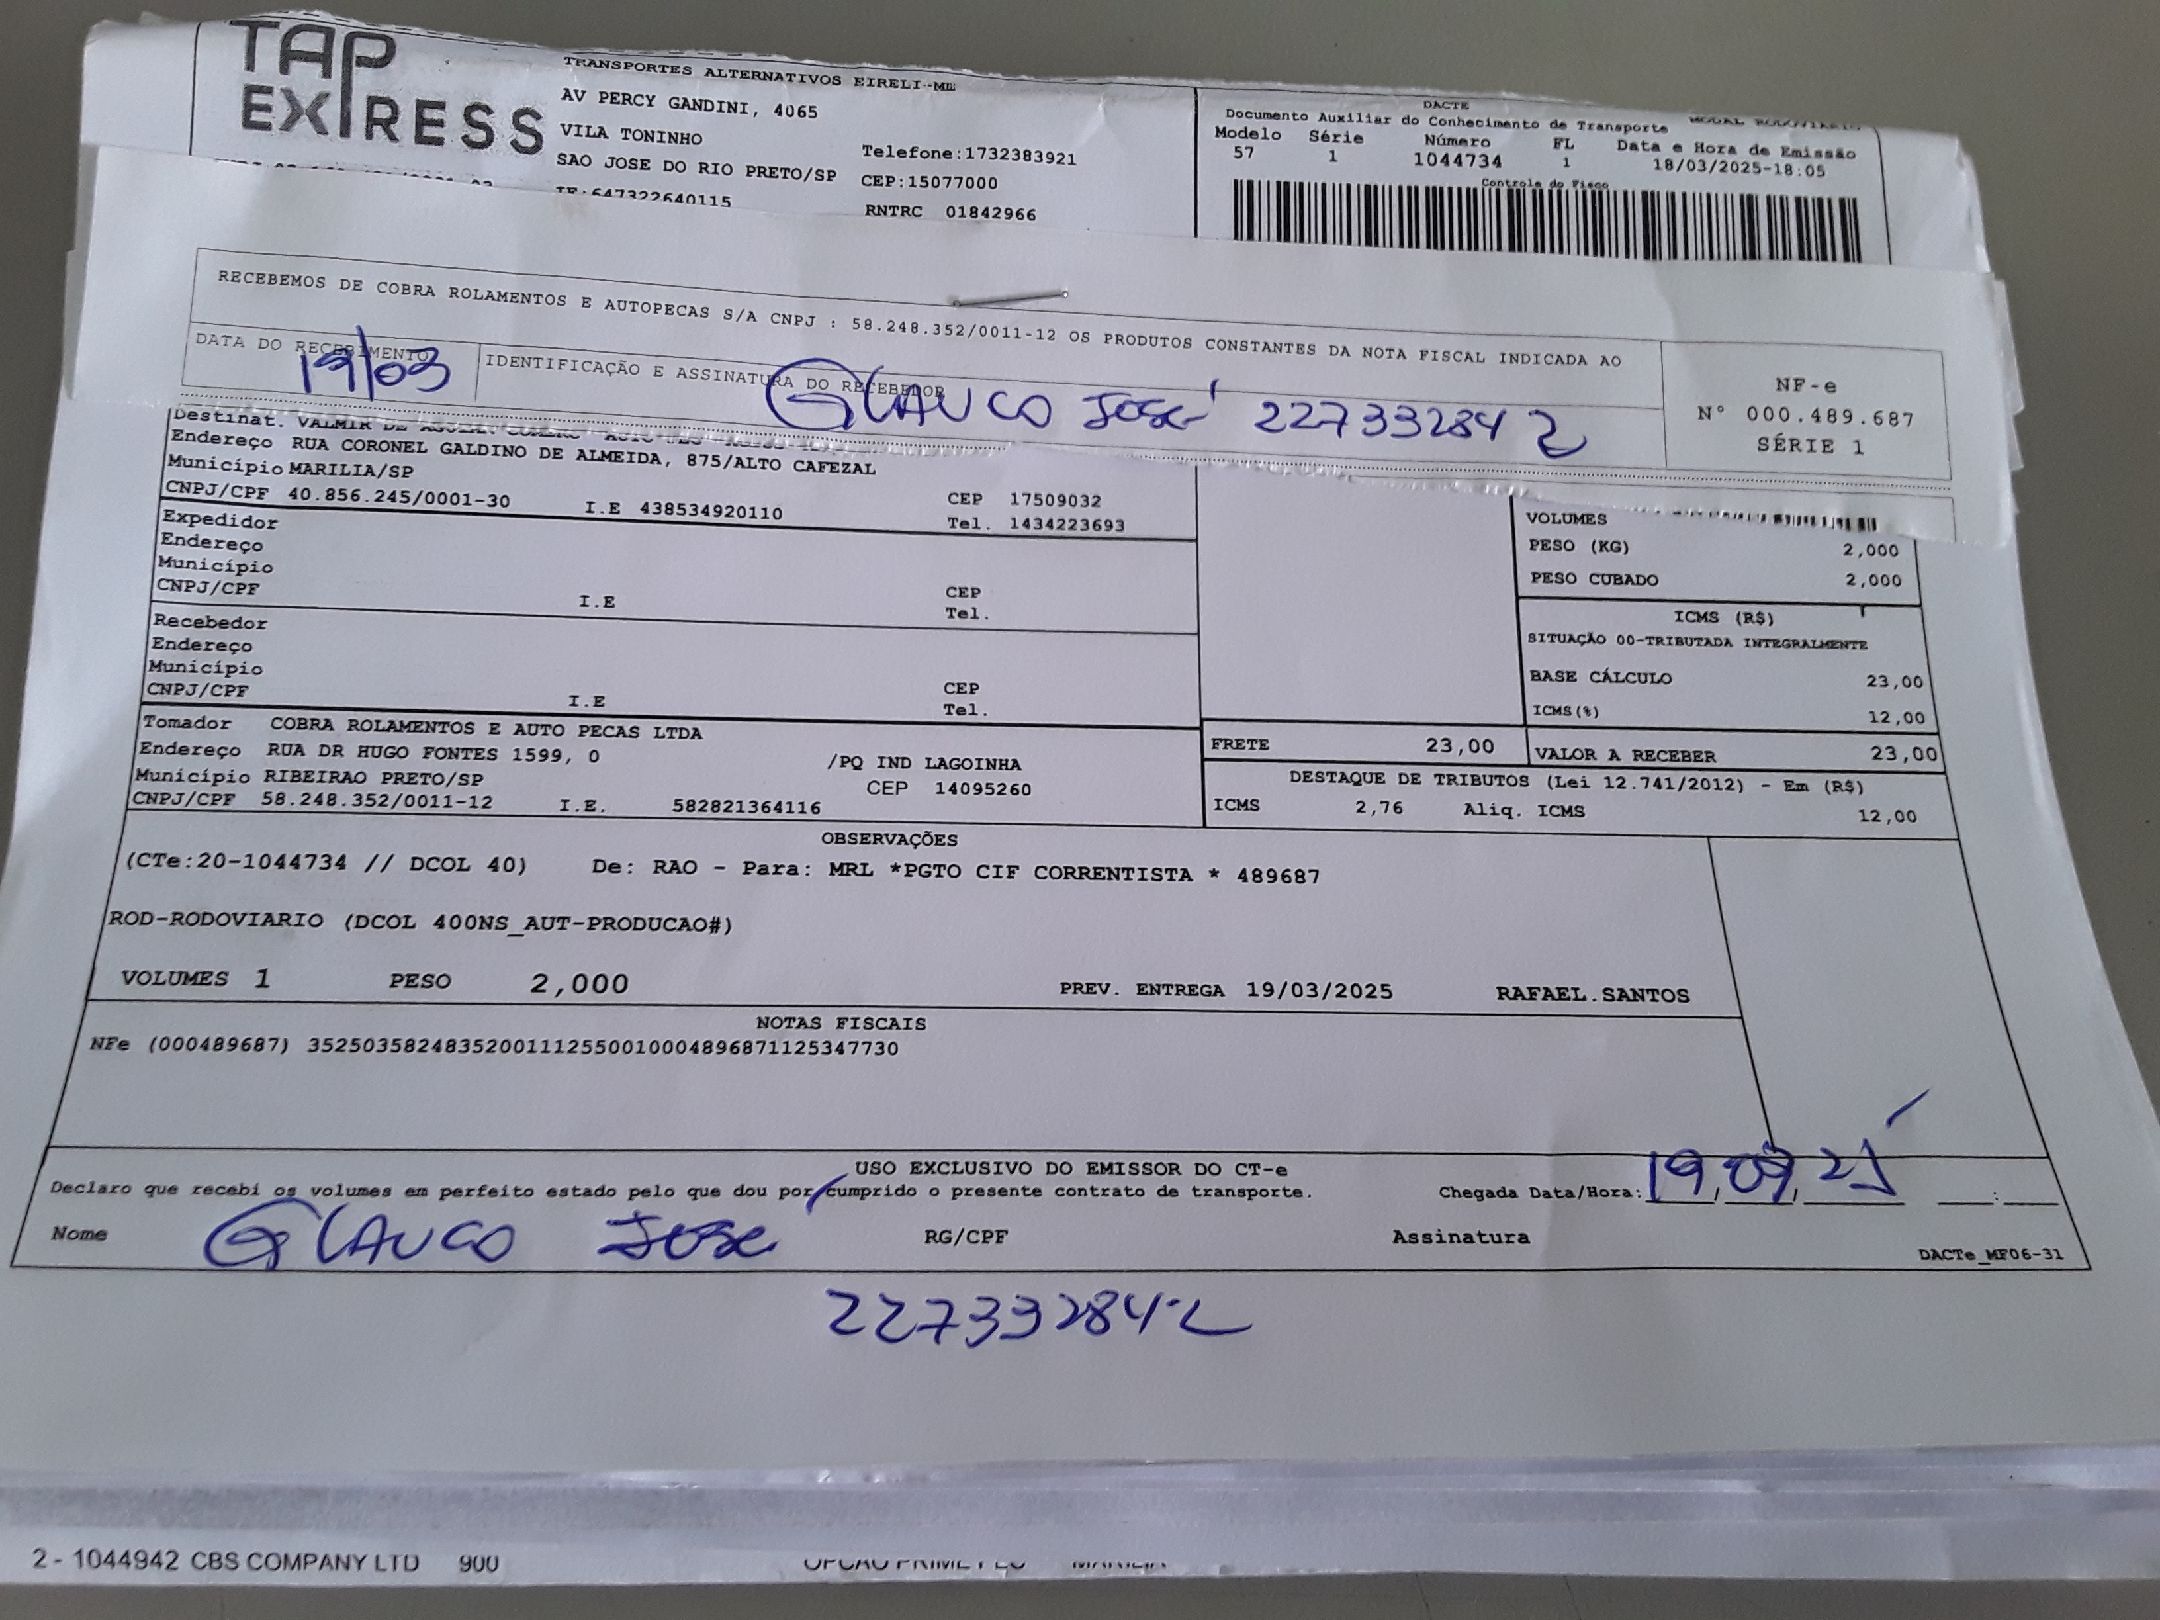 TAP
EXPRESS
TRANSPORTES ALTERNATIVOS EIRELI-ME
AV PERCY GANDINI, 4065
VILA TONINHO
SAO JOSE DO RIO PRETO/SP
IE:647322640115
Telefone:1732383921
CEP:15077000
RNTRC 01842966
DACTE
Documento Auxiliar do Conhecimento de Transporte MODAL RODOVIARIO
Modelo Série Número FL Data e Hora de Emissão
57 1 1044734 1 18/03/2025-18:05
Controle do Fisco
RECEBEMOS DE COBRA ROLAMENTOS E AUTOPECAS S/A CNPJ : 58.248.352/0011-12 OS PRODUTOS CONSTANTES DA NOTA FISCAL INDICADA AO
DATA DO RECEBIMENTO
19/03
IDENTIFICAÇÃO E ASSINATURA DO RECEBEDOR
GLAUCO JOSÉ 227332842
NF-e
N° 000.489.687
SÉRIE 1
Destinat. VALMIR DE
Endereço RUA CORONEL GALDINO DE ALMEIDA, 875/ALTO CAFEZAL
Município MARILIA/SP
CNPJ/CPF 40.856.245/0001-30 I.E 438534920110
CEP 17509032
Tel. 1434223693
Expedidor
Endereço
Município
CNPJ/CPF I.E
CEP
Tel.
Recebedor
Endereço
Município
CNPJ/CPF I.E
CEP
Tel.
Tomador COBRA ROLAMENTOS E AUTO PECAS LTDA
Endereço RUA DR HUGO FONTES 1599, 0 /PQ IND LAGOINHA
Município RIBEIRAO PRETO/SP CEP 14095260
CNPJ/CPF 58.248.352/0011-12 I.E. 582821364116
VOLUMES
PESO (KG) 2,000
PESO CUBADO 2,000
ICMS (R$)
SITUAÇÃO 00-TRIBUTADA INTEGRALMENTE
BASE CÁLCULO 23,00
ICMS(%) 12,00
FRETE 23,00 VALOR A RECEBER 23,00
DESTAQUE DE TRIBUTOS (Lei 12.741/2012) - Em (R$)
ICMS 2,76 Aliq. ICMS 12,00
OBSERVAÇÕES
(CTe:20-1044734 // DCOL 40) De: RAO - Para: MRL *PGTO CIF CORRENTISTA * 489687
ROD-RODOVIARIO (DCOL 400NS_AUT-PRODUCAO#)
VOLUMES 1 PESO 2,000 PREV. ENTREGA 19/03/2025 RAFAEL.SANTOS
NOTAS FISCAIS
NFe (000489687) 35250358248352001112550010004896871125347730
USO EXCLUSIVO DO EMISSOR DO CT-e
Declaro que recebi os volumes em perfeito estado pelo que dou por cumprido o presente contrato de transporte.
Chegada Data/Hora: 19, 03, 25 :
Nome GLAUCO JOSÉ RG/CPF Assinatura
DACTe_MF06-31
227332842
2 - 1044942 CBS COMPANY LTD 900